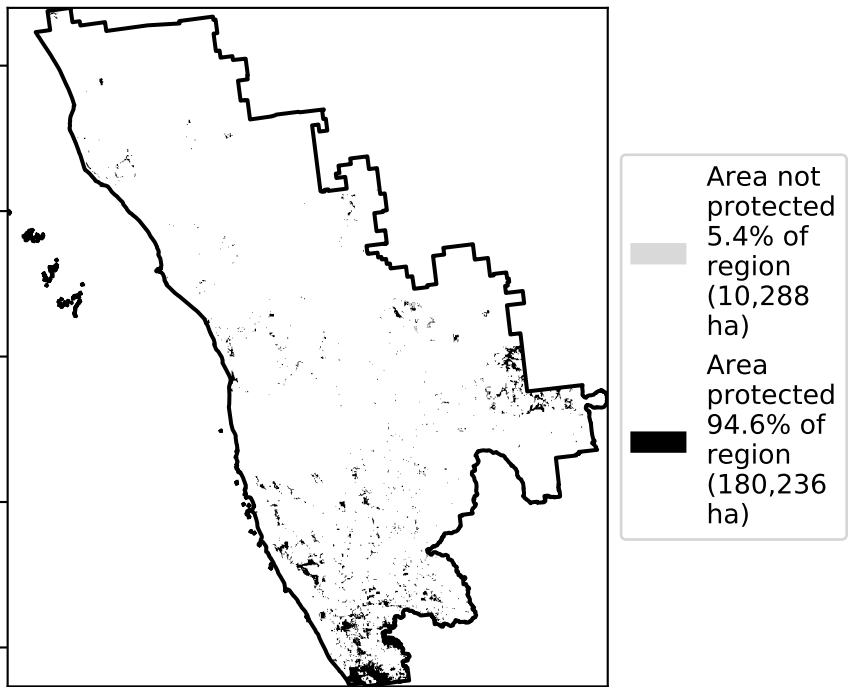 Area not
protected
5.4% of
region
(10,288
ha)
Area
protected
94.6% of
region
(180,236
ha)